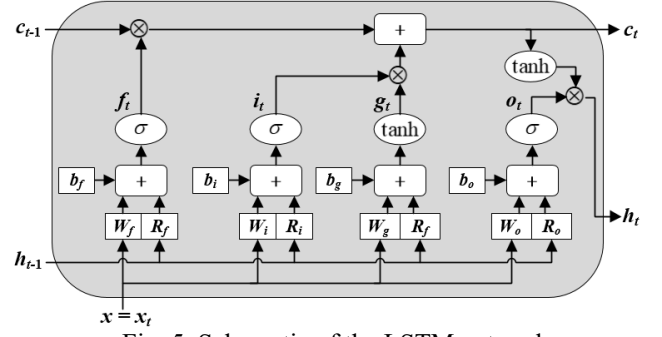 c_{t-1} ⊗ + c_t
tanh
f_t i_t ⊗ g_t o_t ⊗
σ σ tanh σ
b_f + b_i + b_g + b_o +
W_f R_f W_i R_i W_g R_f W_o R_o h_t
h_{t-1}
x = x_t